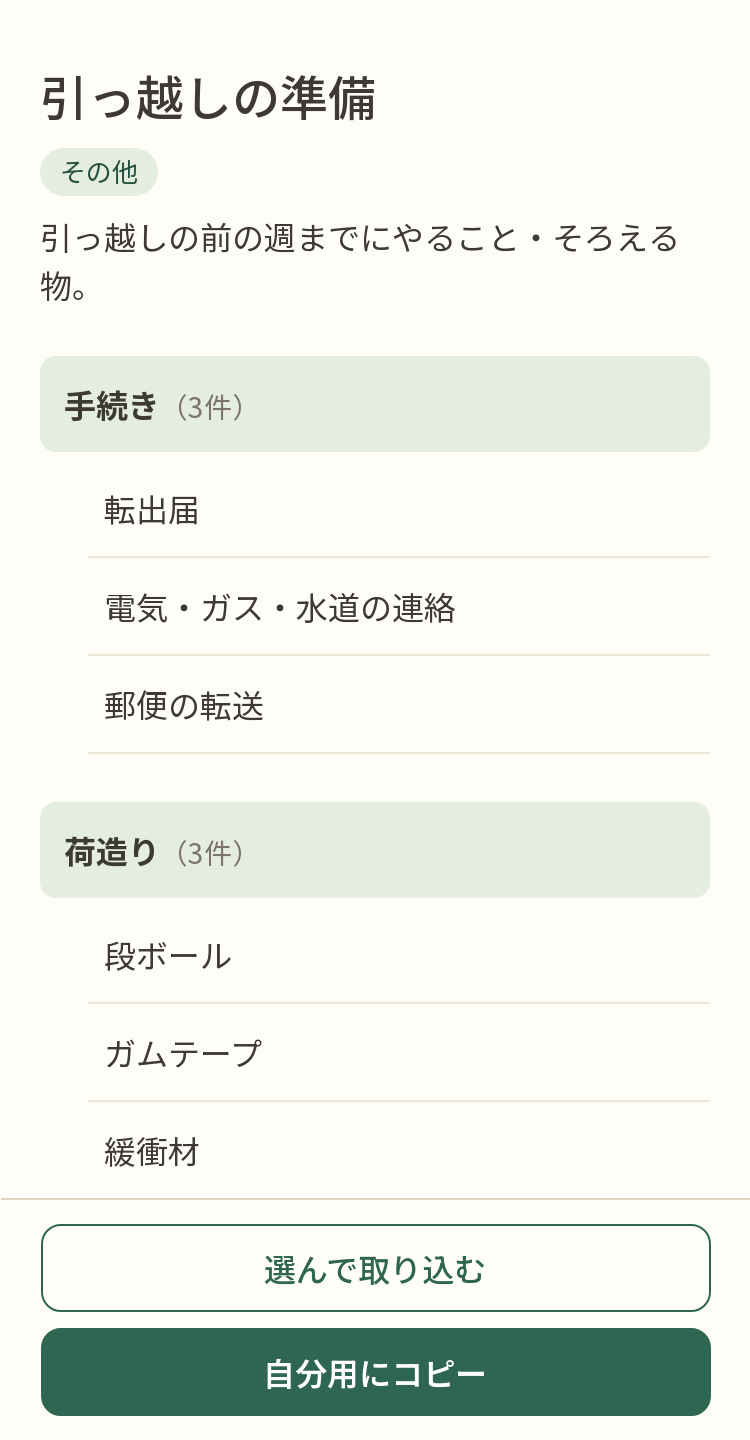 引っ越しの準備
その他
引っ越しの前の週までにやること・そろえる
物。
手続き（3件）
転出届
電気・ガス・水道の連絡
郵便の転送
荷造り（3件）
段ボール
ガムテープ
緩衝材
選んで取り込む
自分用にコピー